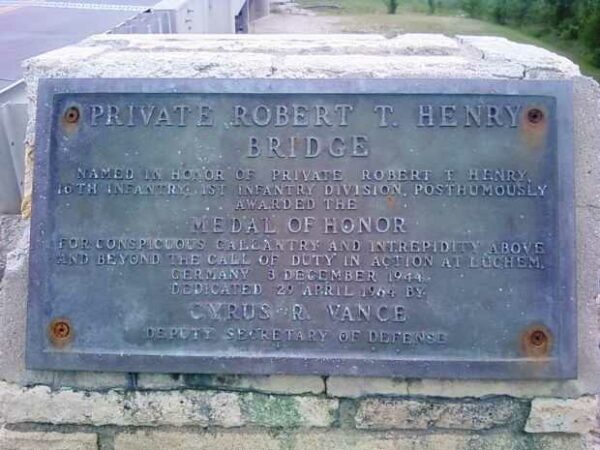 PRIVATE ROBERT T. HENRY
BRIDGE
NAMED IN HONOR OF PRIVATE ROBERT T. HENRY,
16TH INFANTRY, 1ST INFANTRY DIVISION, POSTHUMOUSLY
AWARDED THE
MEDAL OF HONOR
FOR CONSPICUOUS GALLANTRY AND INTREPIDITY ABOVE
AND BEYOND THE CALL OF DUTY IN ACTION AT LUCHEM,
GERMANY 3 DECEMBER 1944.
DEDICATED 29 APRIL 1964 BY
CYRUS R. VANCE
DEPUTY SECRETARY OF DEFENSE